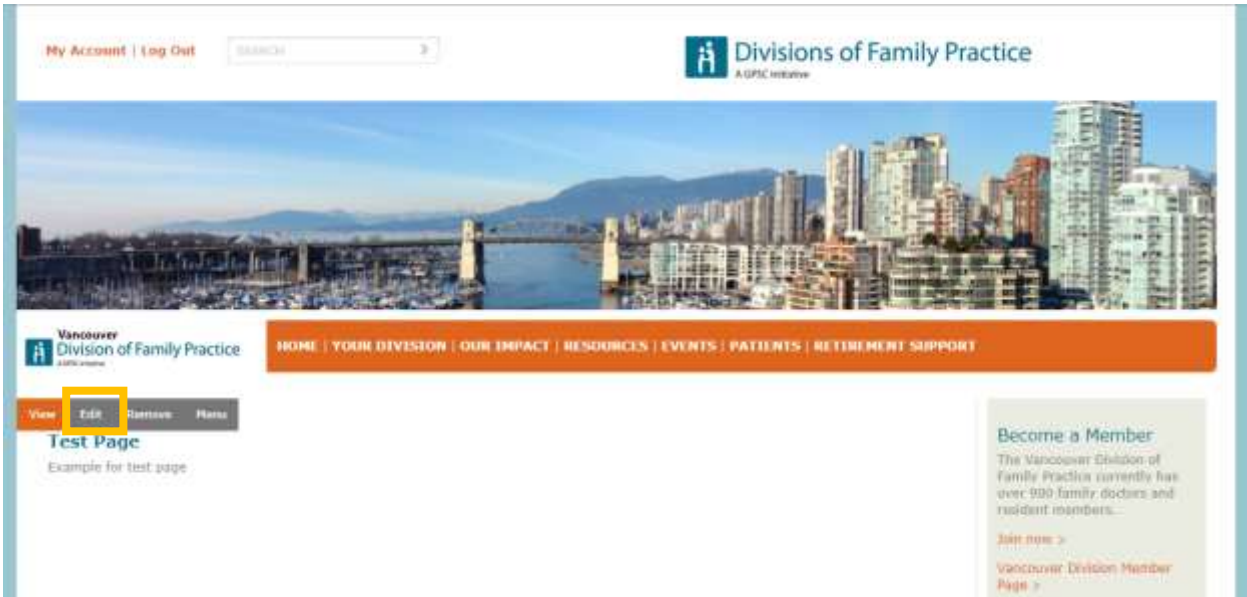 My Account | Log Out
SEARCH
Divisions of Family Practice
A GPSC initiative
Vancouver
Division of Family Practice
A GPSC initiative
HOME | YOUR DIVISION | OUR IMPACT | RESOURCES | EVENTS | PATIENTS | RETIREMENT SUPPORT
View Edit Remove Menu
Test Page
Example for test page
Become a Member
The Vancouver Division of
Family Practice currently has
over 900 family doctors and
resident members.
Join now >
Vancouver Division Member
Page >